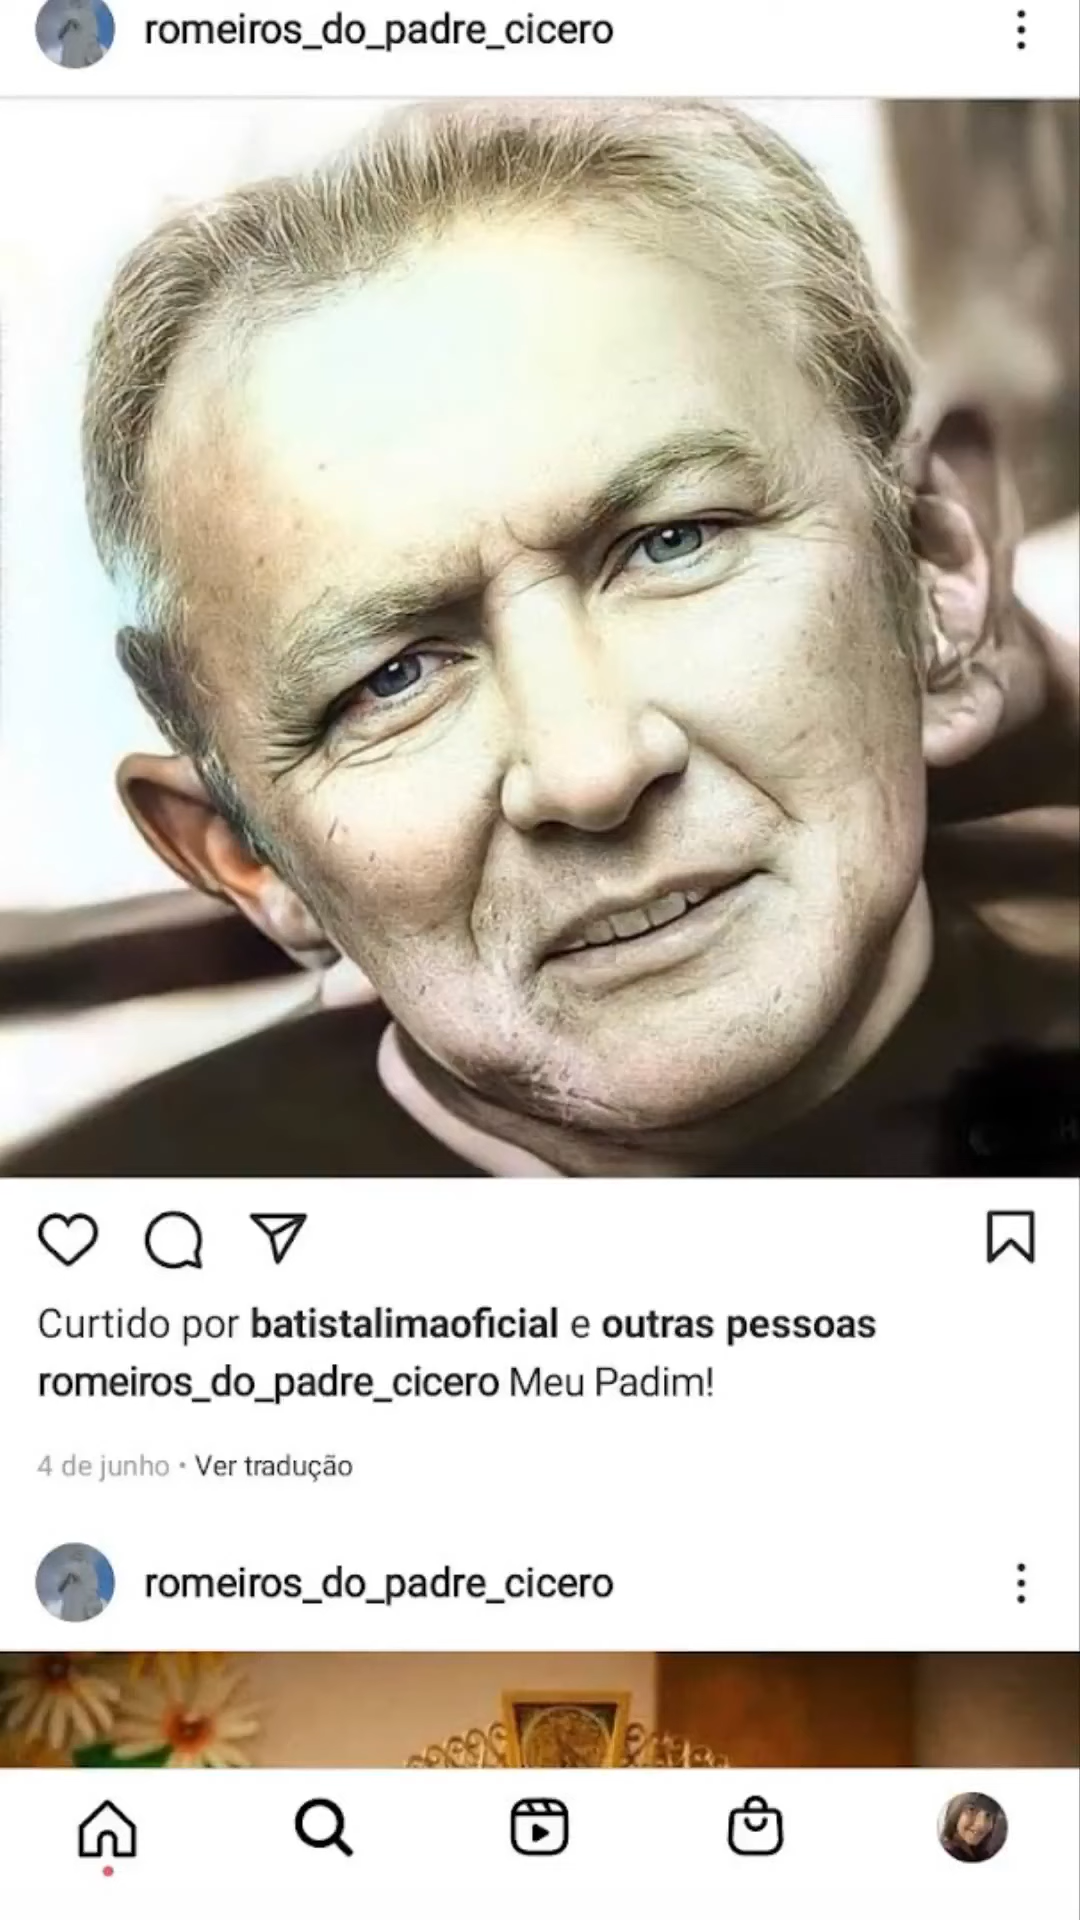 romeiros_do_padre_cicero
Curtido por batistalimaoficial e outras pessoas
romeiros_do_padre_cicero Meu Padim!
4 de junho • Ver tradução
romeiros_do_padre_cicero